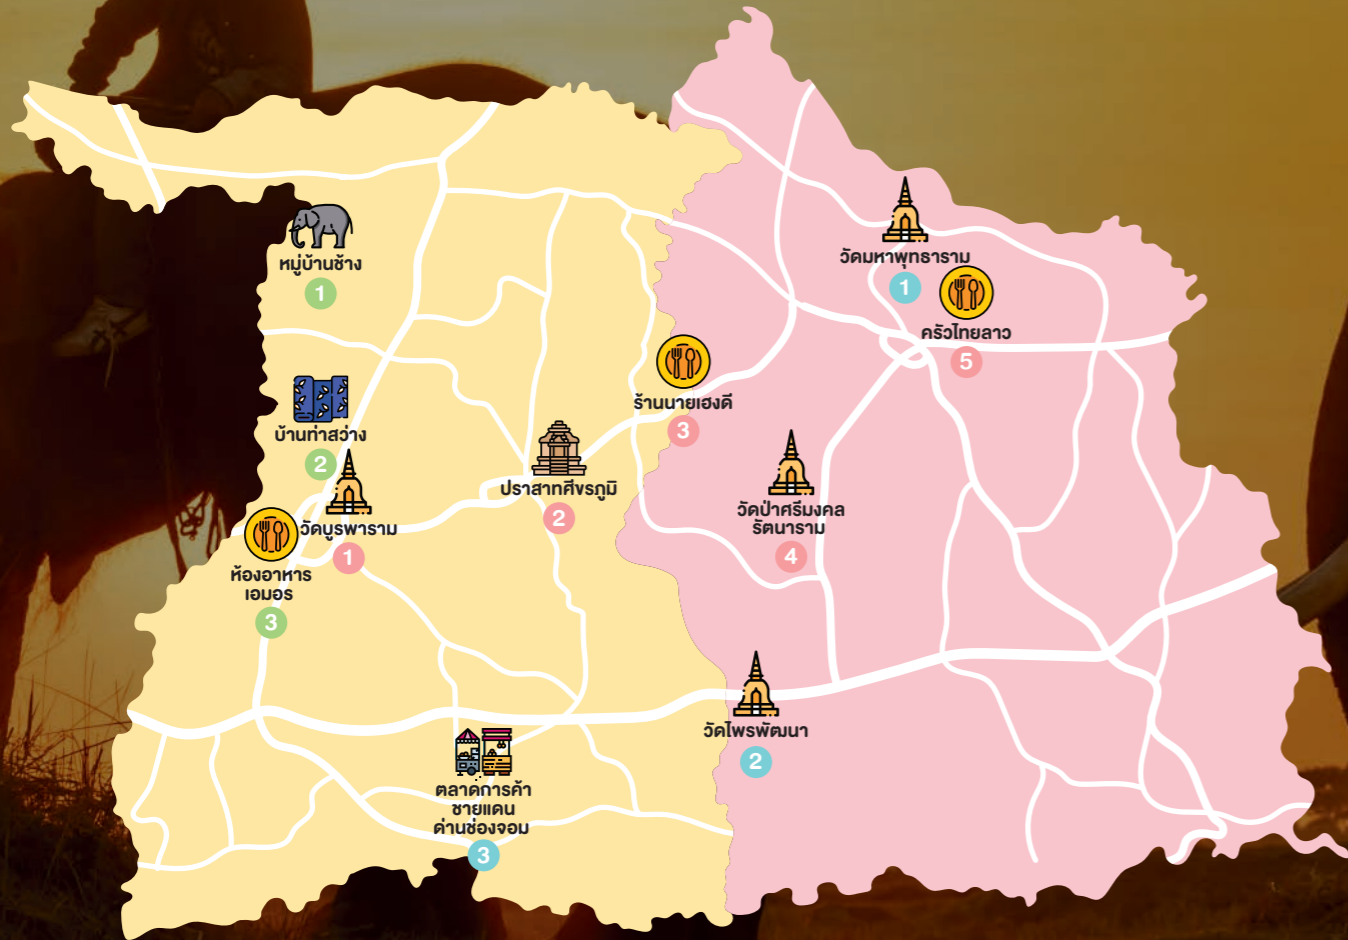 หมู่บ้านช้าง
1
บ้านท่าสว่าง
2
วัดบูรพาราม
1
ห้องอาหาร
เอมอร
3
ปราสาทศีขรภูมิ
2
ร้านนายเฮงดี
3
วัดมหาพุทธาราม
1
ครัวไทยลาว
5
วัดป่าศรีมงคล
รัตนาราม
4
วัดไพรพัฒนา
2
ตลาดการค้า
ชายแดน
ด่านช่องจอม
3